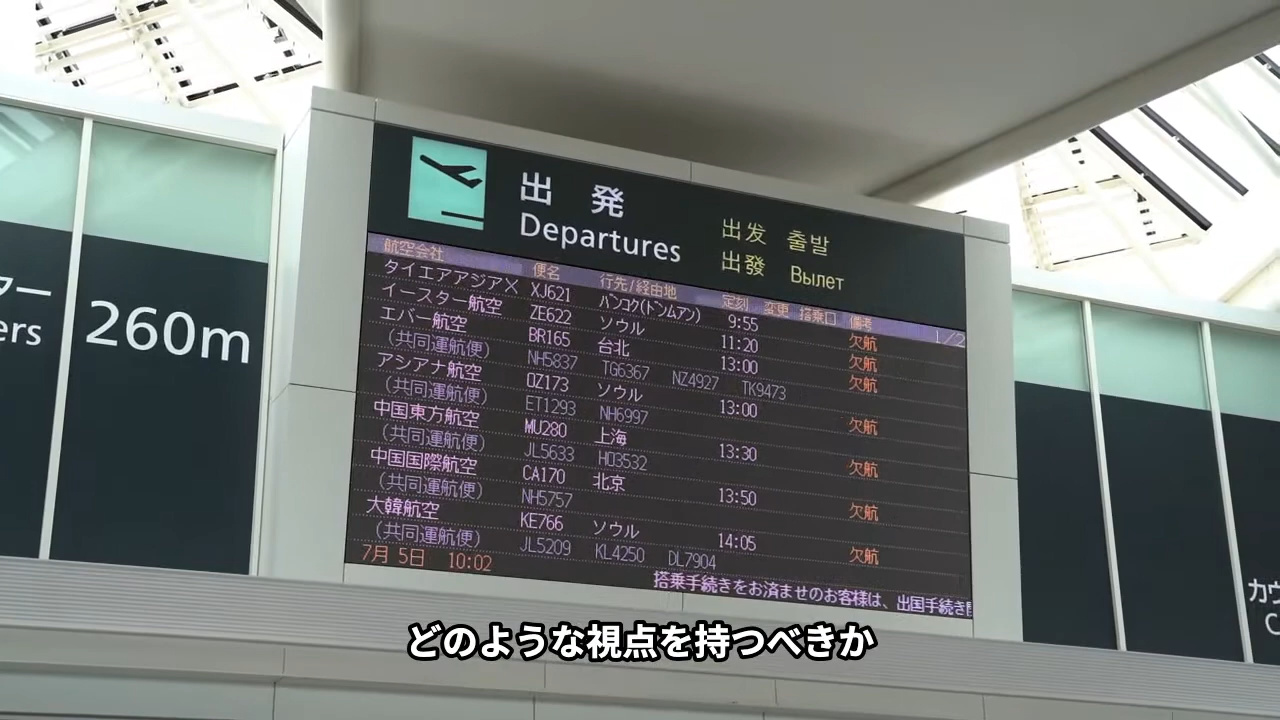 出 発
Departures
出发 출발
出發 Вылет
航空会社 便名 行先/経由地 定刻 変更 搭乗口 備考 1/2
タイエアアジアX XJ621 バンコク(ドンムアン) 9:55 欠航
イースター航空 ZE622 ソウル 11:20 欠航
エバー航空 BR165 台北 13:00 欠航
(共同運航便) NH5837 TG6367 NZ4927 TK9473
アシアナ航空 OZ173 ソウル 13:00 欠航
(共同運航便) ET1293 NH6997
中国東方航空 MU280 上海 13:30 欠航
(共同運航便) JL5633 HO3532
中国国際航空 CA170 北京 13:50 欠航
(共同運航便) NH5757
大韓航空 KE766 ソウル 14:05 欠航
(共同運航便) JL5209 KL4250 DL7904
7月 5日 10:02 搭乗手続きをお済ませのお客様は、出国手続き
ター
ers
260m
カウ
C
どのような視点を持つべきか